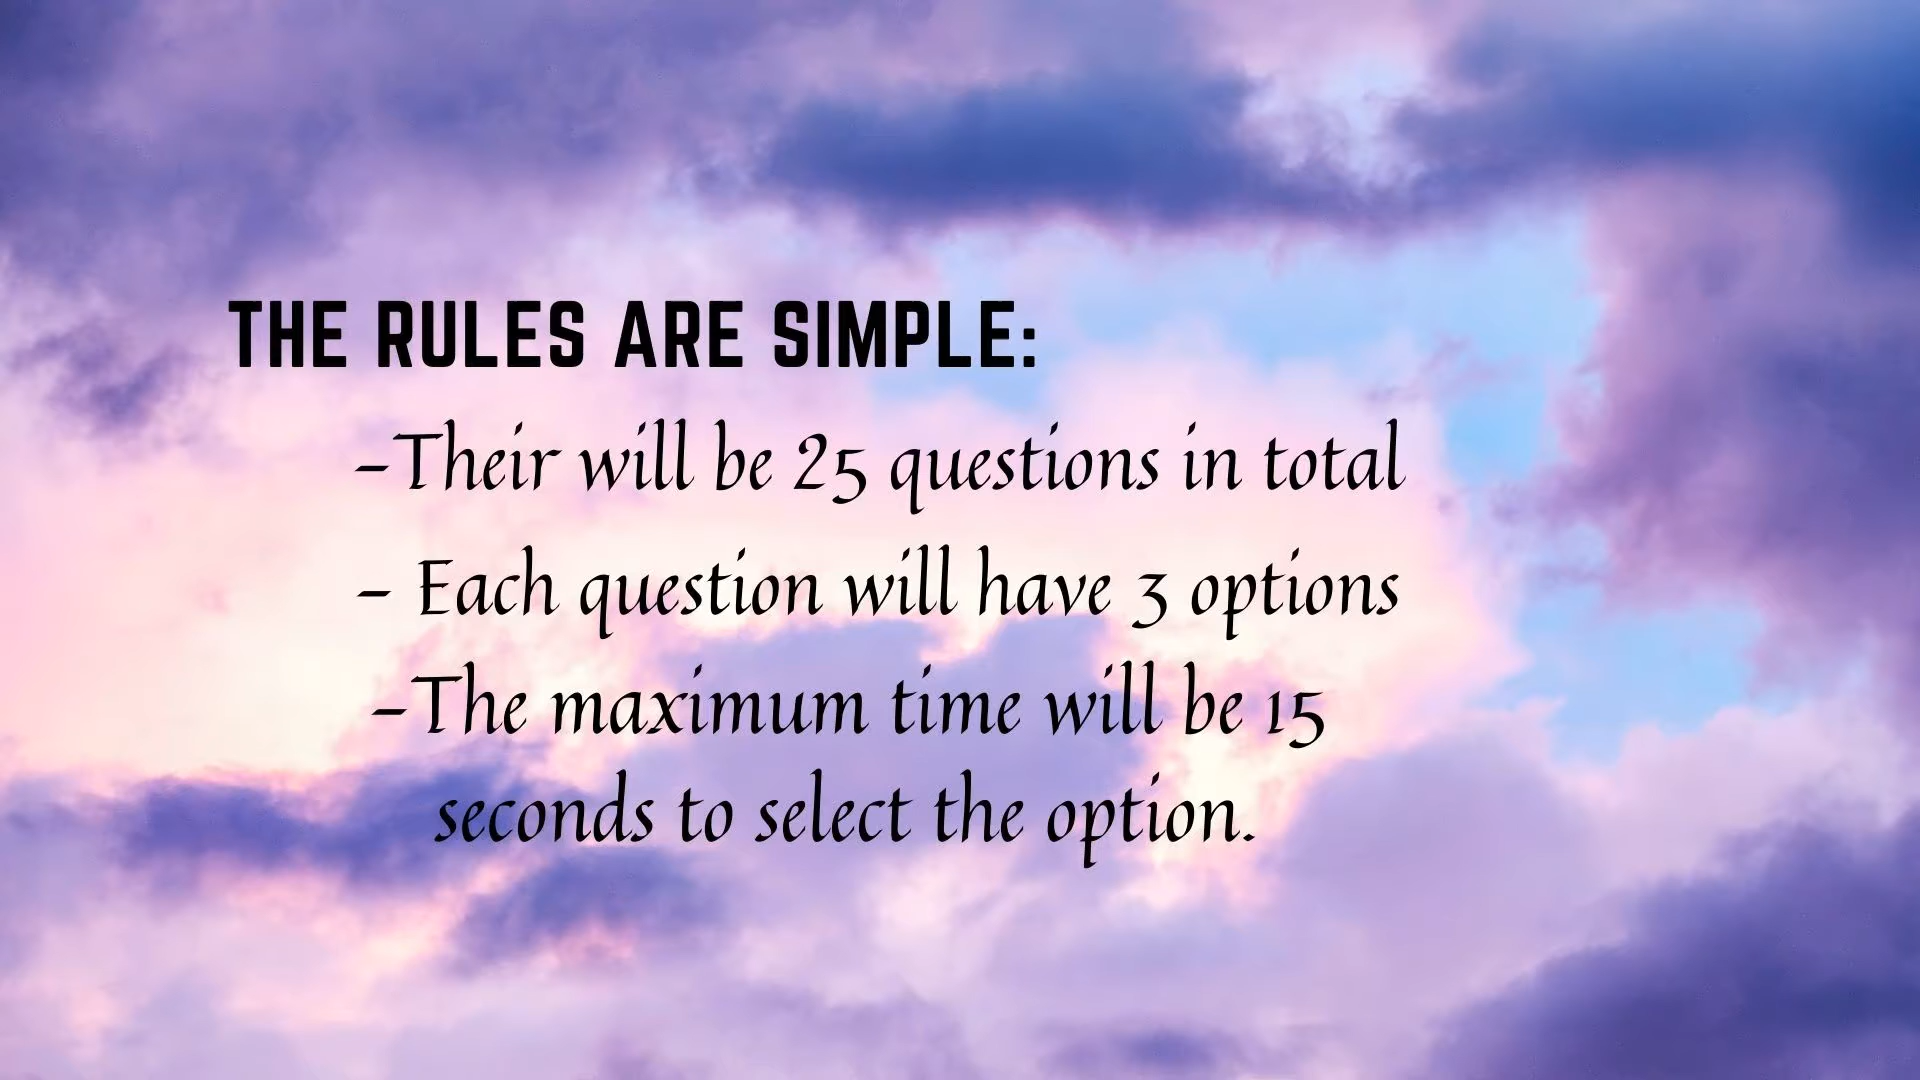 THE RULES ARE SIMPLE:
-Their will be 25 questions in total
- Each question will have 3 options
-The maximum time will be 15
seconds to select the option.